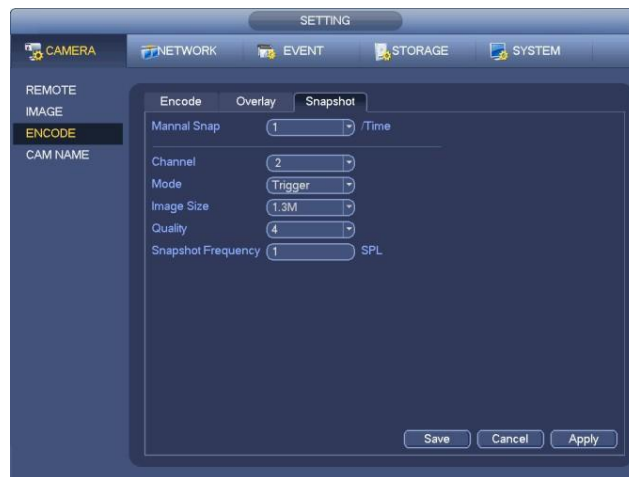 SETTING
CAMERA NETWORK EVENT STORAGE SYSTEM
REMOTE
IMAGE
ENCODE
CAM NAME
Encode Overlay Snapshot
Mannal Snap 1 /Time
Channel 2
Mode Trigger
Image Size 1.3M
Quality 4
Snapshot Frequency 1 SPL
Save Cancel Apply